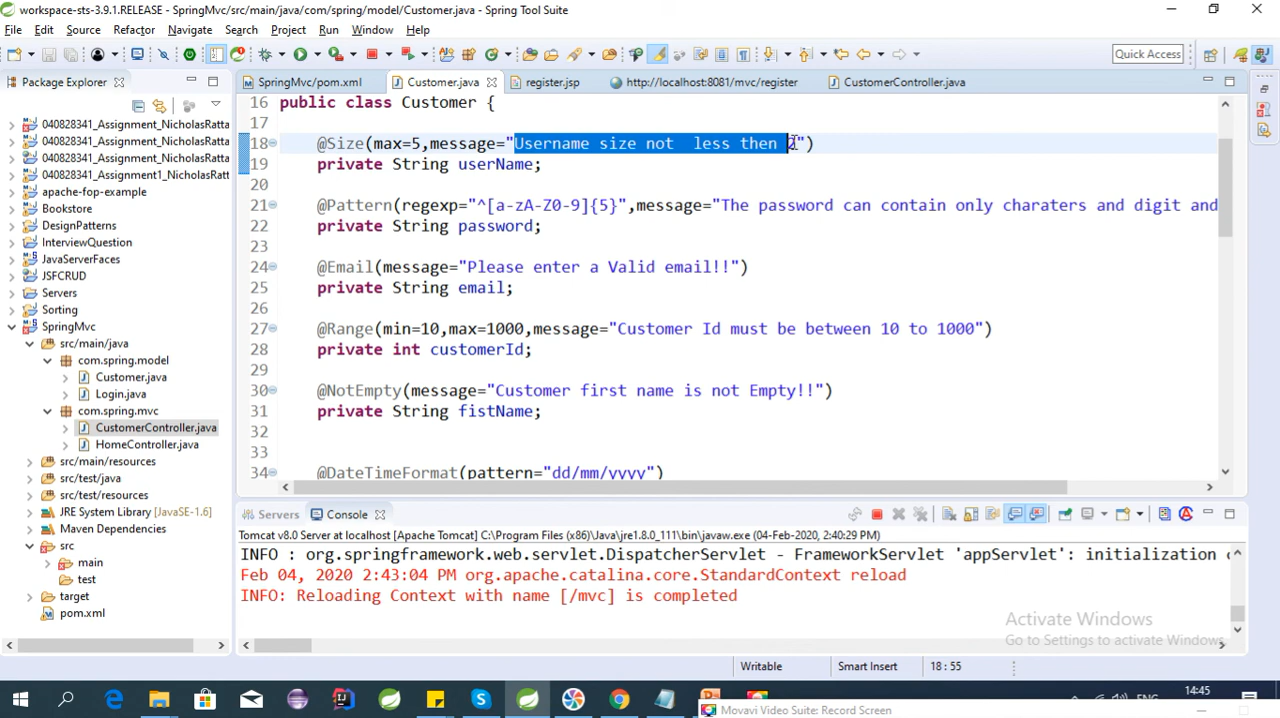 workspace-sts-3.9.1.RELEASE - SpringMvc/src/main/java/com/spring/model/Customer.java - Spring Tool Suite
File Edit Source Refactor Navigate Search Project Run Window Help
Quick Access
Package Explorer
SpringMvc/pom.xml Customer.java register.jsp http://localhost:8081/mvc/register CustomerController.java
040828341_Assignment_NicholasRatta
040828341_Assignment_NicholasRatta
040828341_Assignment_NicholasRatta
040828341_Assignment1_NicholasRatta
apache-fop-example
Bookstore
DesignPatterns
InterviewQuestion
JavaServerFaces
JSFCRUD
Servers
Sorting
SpringMvc
src/main/java
com.spring.model
Customer.java
Login.java
com.spring.mvc
CustomerController.java
HomeController.java
src/main/resources
src/test/java
src/test/resources
JRE System Library [JavaSE-1.6]
Maven Dependencies
src
main
test
target
pom.xml
16 public class Customer {
17
18 @Size(max=5,message="Username size not  less then 2")
19 private String userName;
20
21 @Pattern(regexp="^[a-zA-Z0-9]{5}",message="The password can contain only charaters and digit and
22 private String password;
23
24 @Email(message="Please enter a Valid email!!")
25 private String email;
26
27 @Range(min=10,max=1000,message="Customer Id must be between 10 to 1000")
28 private int customerId;
29
30 @NotEmpty(message="Customer first name is not Empty!!")
31 private String fistName;
32
33
34 @DateTimeFormat(pattern="dd/mm/yyyy")
Servers Console
Tomcat v8.0 Server at localhost [Apache Tomcat] C:\Program Files (x86)\Java\jre1.8.0_111\bin\javaw.exe (04-Feb-2020, 2:40:29 PM)
INFO : org.springframework.web.servlet.DispatcherServlet - FrameworkServlet 'appServlet': initialization
Feb 04, 2020 2:43:04 PM org.apache.catalina.core.StandardContext reload
INFO: Reloading Context with name [/mvc] is completed
Activate Windows
Go to Settings to activate Windows.
Writable Smart Insert 18 : 55
ENG 14:45
Movavi Video Suite: Record Screen